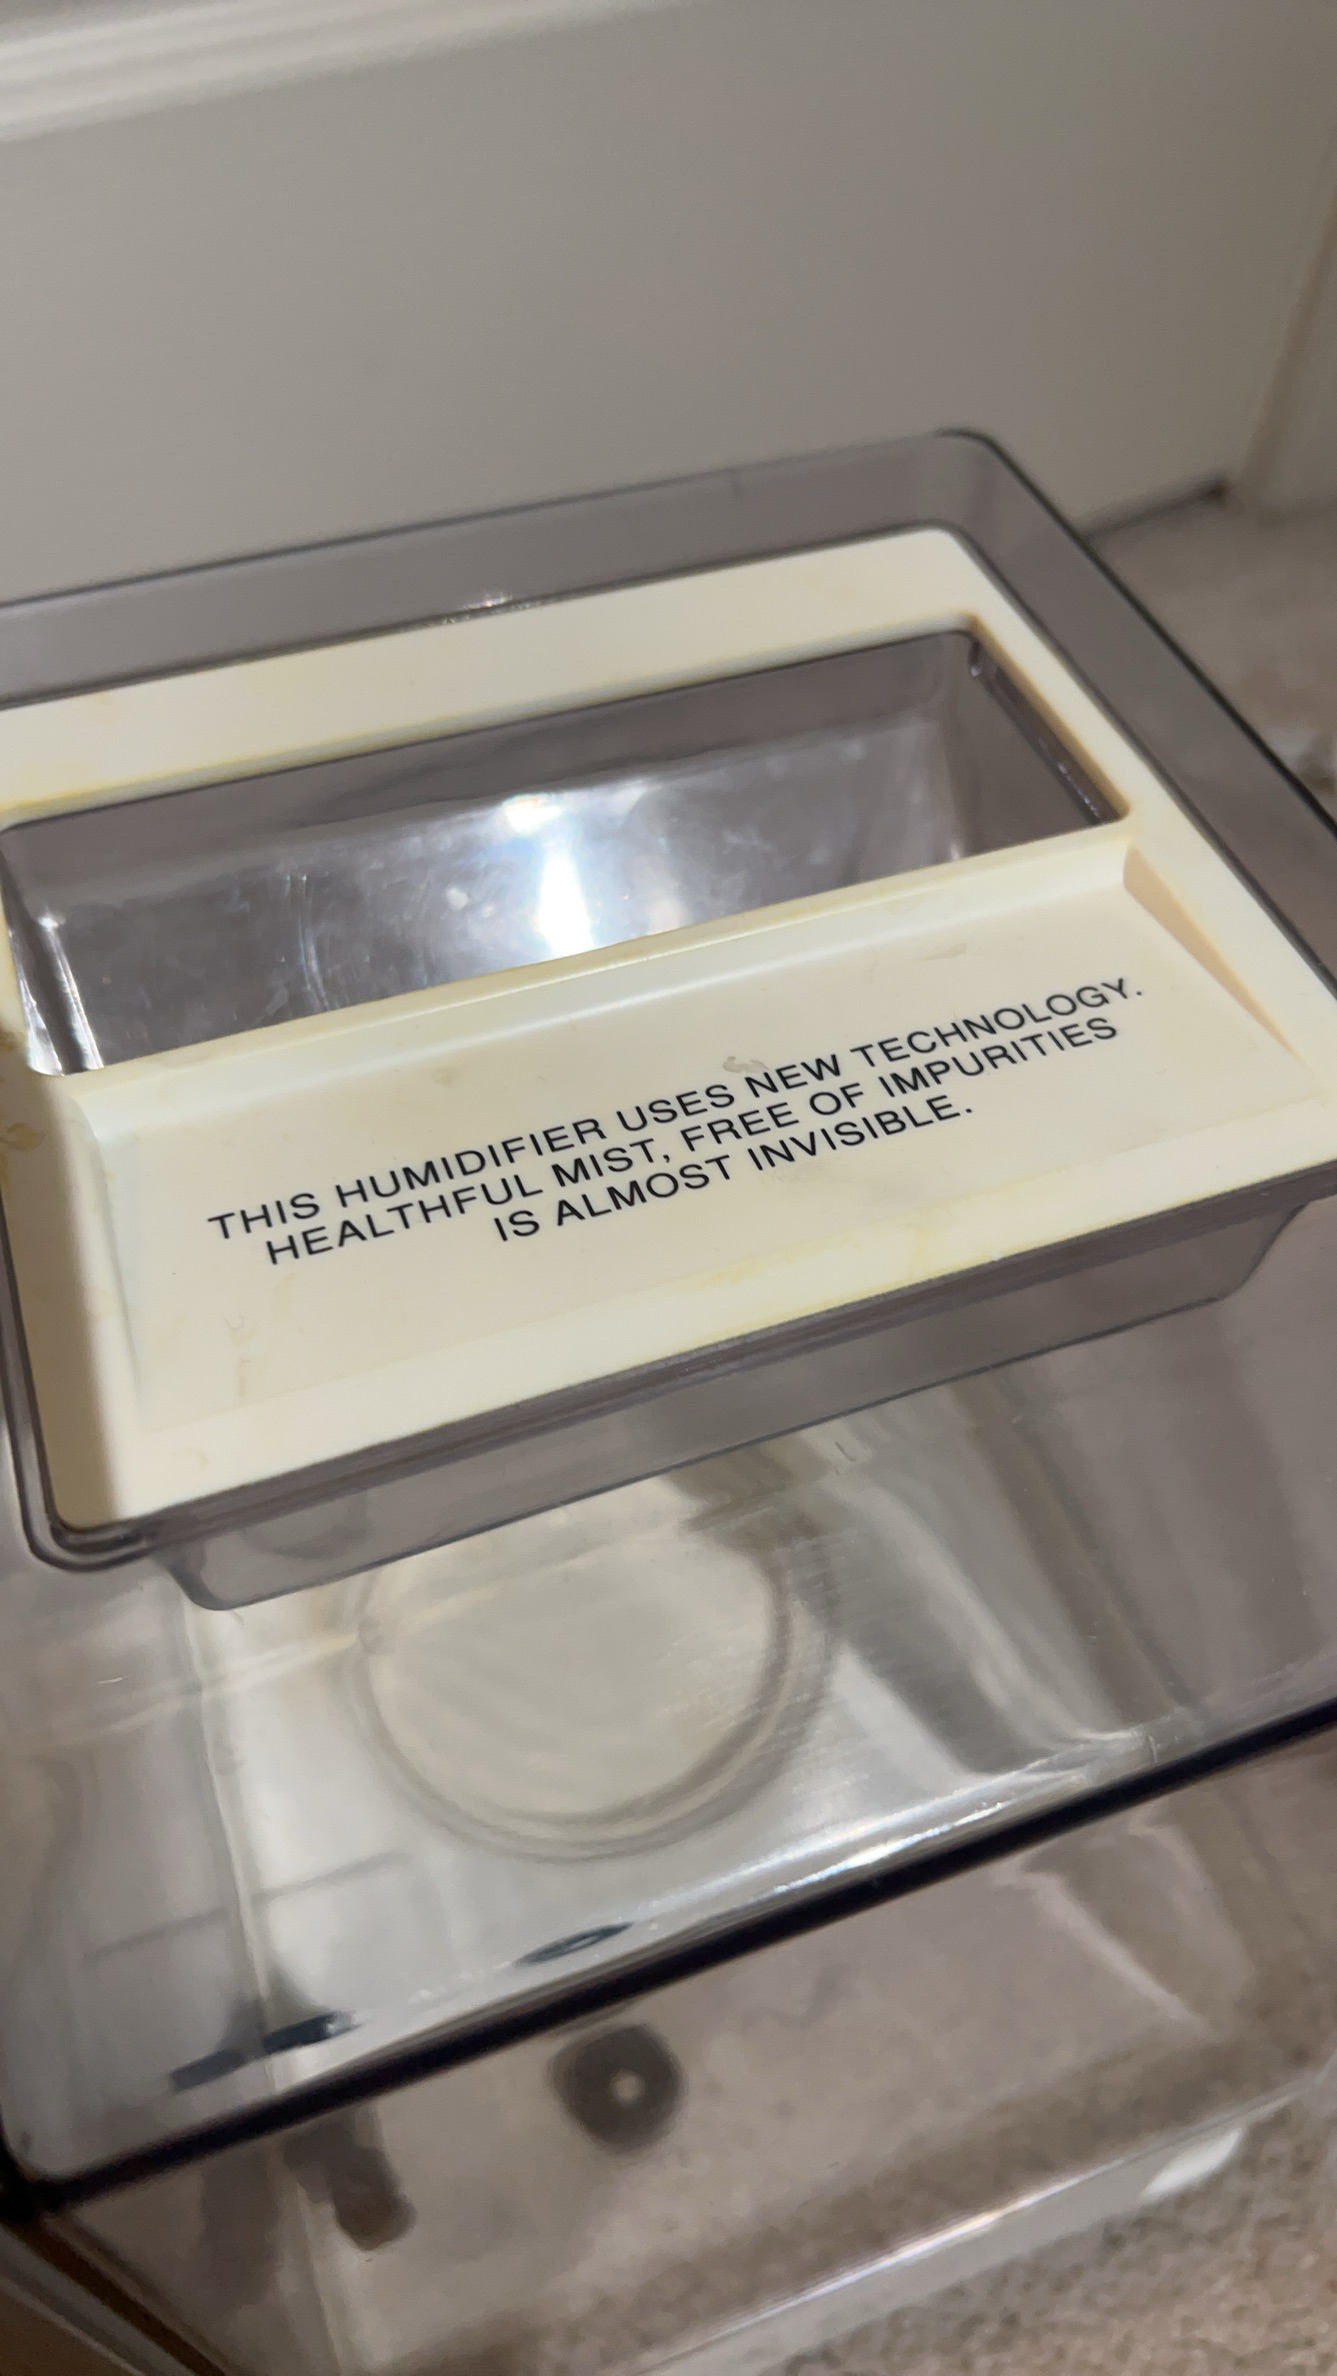 THIS HUMIDIFIER USES NEW TECHNOLOGY.
HEALTHFUL MIST, FREE OF IMPURITIES
IS ALMOST INVISIBLE.